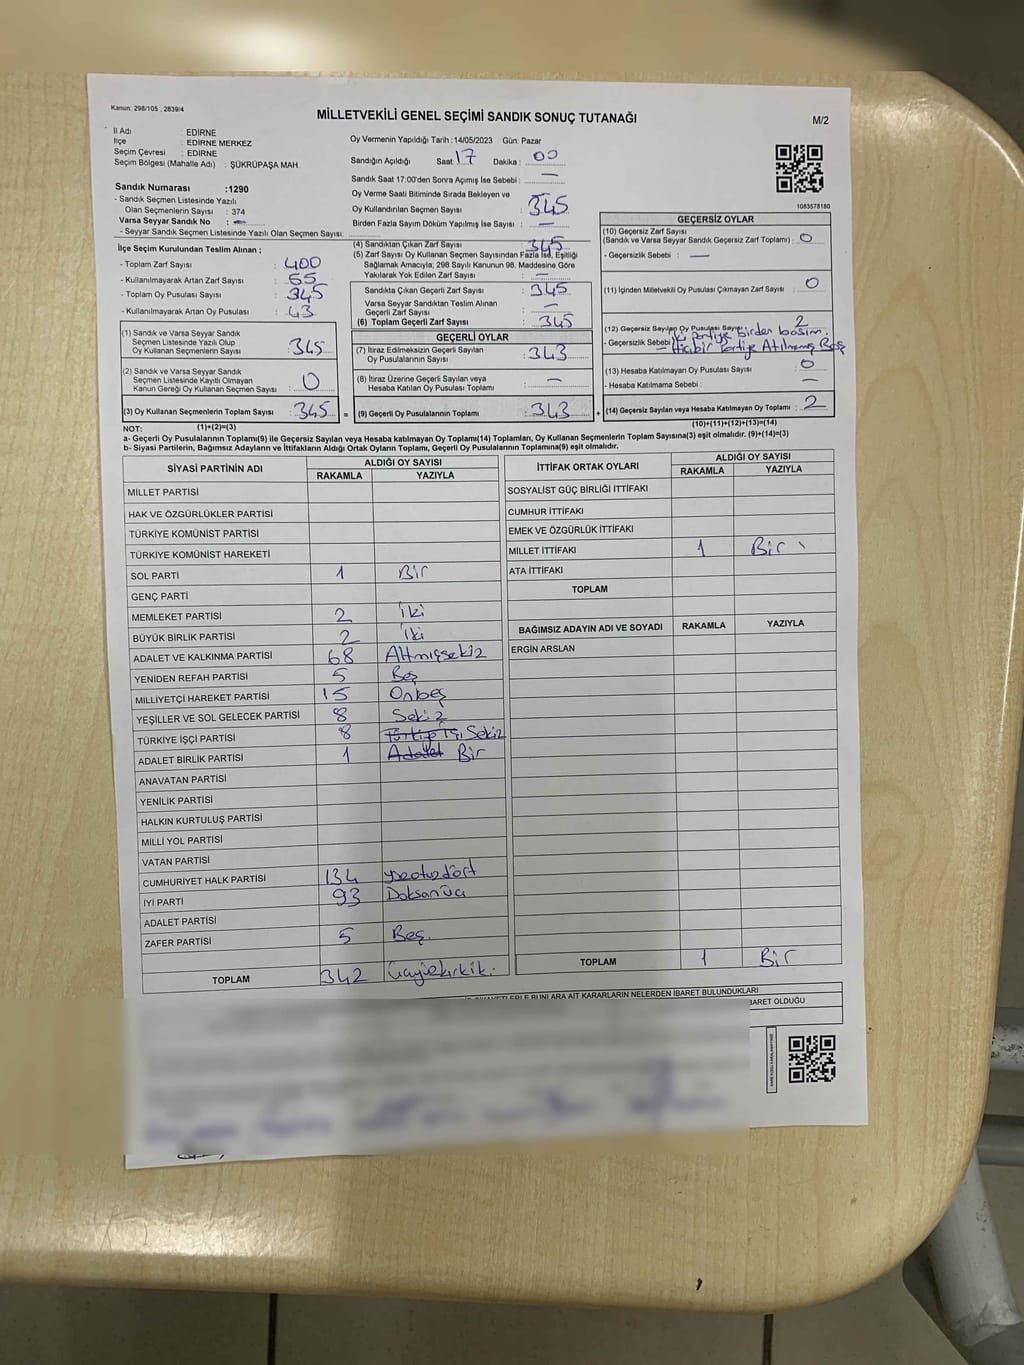 Kanun: 298/105 , 2839/4
MİLLETVEKİLİ GENEL SEÇİMİ SANDIK SONUÇ TUTANAĞI
M/2
İl Adı EDİRNE
İlçe EDİRNE MERKEZ
Seçim Çevresi EDİRNE
Seçim Bölgesi (Mahalle Adı) : ŞÜKRÜPAŞA MAH
Sandık Numarası :1290
- Sandık Seçmen Listesinde Yazılı
Olan Seçmenlerin Sayısı : 374
Varsa Seyyar Sandık No : —
- Seyyar Sandık Seçmen Listesinde Yazılı Olan Seçmen Sayısı:
Oy Vermenin Yapıldığı Tarih :14/05/2023 Gün: Pazar
Sandığın Açıldığı Saat: 17 Dakika : 00
Sandık Saat 17:00'den Sonra Açımış İse Sebebi : —
Oy Verme Saati Bitiminde Sırada Bekleyen ve
Oy Kullandırılan Seçmen Sayısı : 345
Birden Fazla Sayım Döküm Yapılmış İse Sayısı : —
1083578180
İlçe Seçim Kurulundan Teslim Alınan ;
- Toplam Zarf Sayısı : 400
- Kullanılmayarak Artan Zarf Sayısı : 55
- Toplam Oy Pusulası Sayısı : 345
- Kullanılmayarak Artan Oy Pusulası : 43
(1) Sandık ve Varsa Seyyar Sandık
Seçmen Listesinde Yazılı Olup
Oy Kullanan Seçmenlerin Sayısı : 345
(2) Sandık ve Varsa Seyyar Sandık
Seçmen Listesinde Kayıtlı Olmayan
Kanun Gereği Oy Kullanan Seçmen Sayısı : 0
(3) Oy Kullanan Seçmenlerin Toplam Sayısı : 345 =
(1)+(2)=(3)
(4) Sandıktan Çıkan Zarf Sayısı : 345
(5) Zarf Sayısı Oy Kullanan Seçmen Sayısından Fazla İse, Eşitliği
Sağlamak Amacıyla; 298 Sayılı Kanunun 98. Maddesine Göre
Yakılarak Yok Edilen Zarf Sayısı : —
Sandıkta Çıkan Geçerli Zarf Sayısı : 345
Varsa Seyyar Sandıktan Teslim Alınan
Geçerli Zarf Sayısı : —
(6) Toplam Geçerli Zarf Sayısı : 345
GEÇERLİ OYLAR
(7) İtiraz Edilmeksizin Geçerli Sayılan
Oy Pusulalarının Sayısı : 343
(8) İtiraz Üzerine Geçerli Sayılan veya
Hesaba Katılan Oy Pusulası Toplamı : —
(9) Geçerli Oy Pusulalarının Toplamı : 343 +
GEÇERSİZ OYLAR
(10) Geçersiz Zarf Sayısı
(Sandık ve Varsa Seyyar Sandık Geçersiz Zarf Toplamı) : 0
- Geçersizlik Sebebi : —
(11) İçinden Milletvekili Oy Pusulası Çıkmayan Zarf Sayısı : 0
(12) Geçersiz Sayılan Oy Pusulası Sayısı : 2
- Geçersizlik Sebebi partiye birden basım.
— Hiçbir Partiye Atılmamış Boş
(13) Hesaba Katılmayan Oy Pusulası Sayısı : 0
- Hesaba Katılmama Sebebi : —
(14) Geçersiz Sayılan veya Hesaba Katılmayan Oy Toplamı : 2
(10)+(11)+(12)+(13)=(14)
NOT:
a- Geçerli Oy Pusulalarının Toplamı(9) ile Geçersiz Sayılan veya Hesaba katılmayan Oy Toplamı(14) Toplamları, Oy Kullanan Seçmenlerin Toplam Sayısına(3) eşit olmalıdır. (9)+(14)=(3)
b- Siyasi Partilerin, Bağımsız Adayların ve İttifakların Aldığı Ortak Oyların Toplamı, Geçerli Oy Pusulalarının Toplamına(9) eşit olmalıdır.
SİYASİ PARTİNİN ADI ALDIĞI OY SAYISI
RAKAMLA YAZIYLA
MİLLET PARTİSİ
HAK VE ÖZGÜRLÜKLER PARTİSİ
TÜRKİYE KOMÜNİST PARTİSİ
TÜRKİYE KOMÜNİST HAREKETİ
SOL PARTİ 1 Bir
GENÇ PARTİ
MEMLEKET PARTİSİ 2 İki
BÜYÜK BİRLİK PARTİSİ 2 İki
ADALET VE KALKINMA PARTİSİ 68 Altmışsekiz
YENİDEN REFAH PARTİSİ 5 Beş
MİLLİYETÇİ HAREKET PARTİSİ 15 Onbeş
YEŞİLLER VE SOL GELECEK PARTİSİ 8 Sekiz
TÜRKİYE İŞÇİ PARTİSİ 8 Türkiye İşi Sekiz
ADALET BİRLİK PARTİSİ 1 Adalet Bir
ANAVATAN PARTİSİ
YENİLİK PARTİSİ
HALKIN KURTULUŞ PARTİSİ
MİLLİ YOL PARTİSİ
VATAN PARTİSİ
CUMHURİYET HALK PARTİSİ 134 yüzotuzdört
İYİ PARTİ 93 Doksanüç
ADALET PARTİSİ
ZAFER PARTİSİ 5 Beş
TOPLAM 342 üçyüzkırkik.
İTTİFAK ORTAK OYLARI ALDIĞI OY SAYISI
RAKAMLA YAZIYLA
SOSYALİST GÜÇ BİRLİĞİ İTTİFAKI
CUMHUR İTTİFAKI
EMEK VE ÖZGÜRLÜK İTTİFAKI
MİLLET İTTİFAKI 1 Bir
ATA İTTİFAKI
TOPLAM
BAĞIMSIZ ADAYIN ADI VE SOYADI RAKAMLA YAZIYLA
ERGİN ARSLAN
TOPLAM 1 Bir
BUNLARA AİT KARARLARIN NELERDEN İBARET BULUNDUKLARI
İBARET OLDUĞU